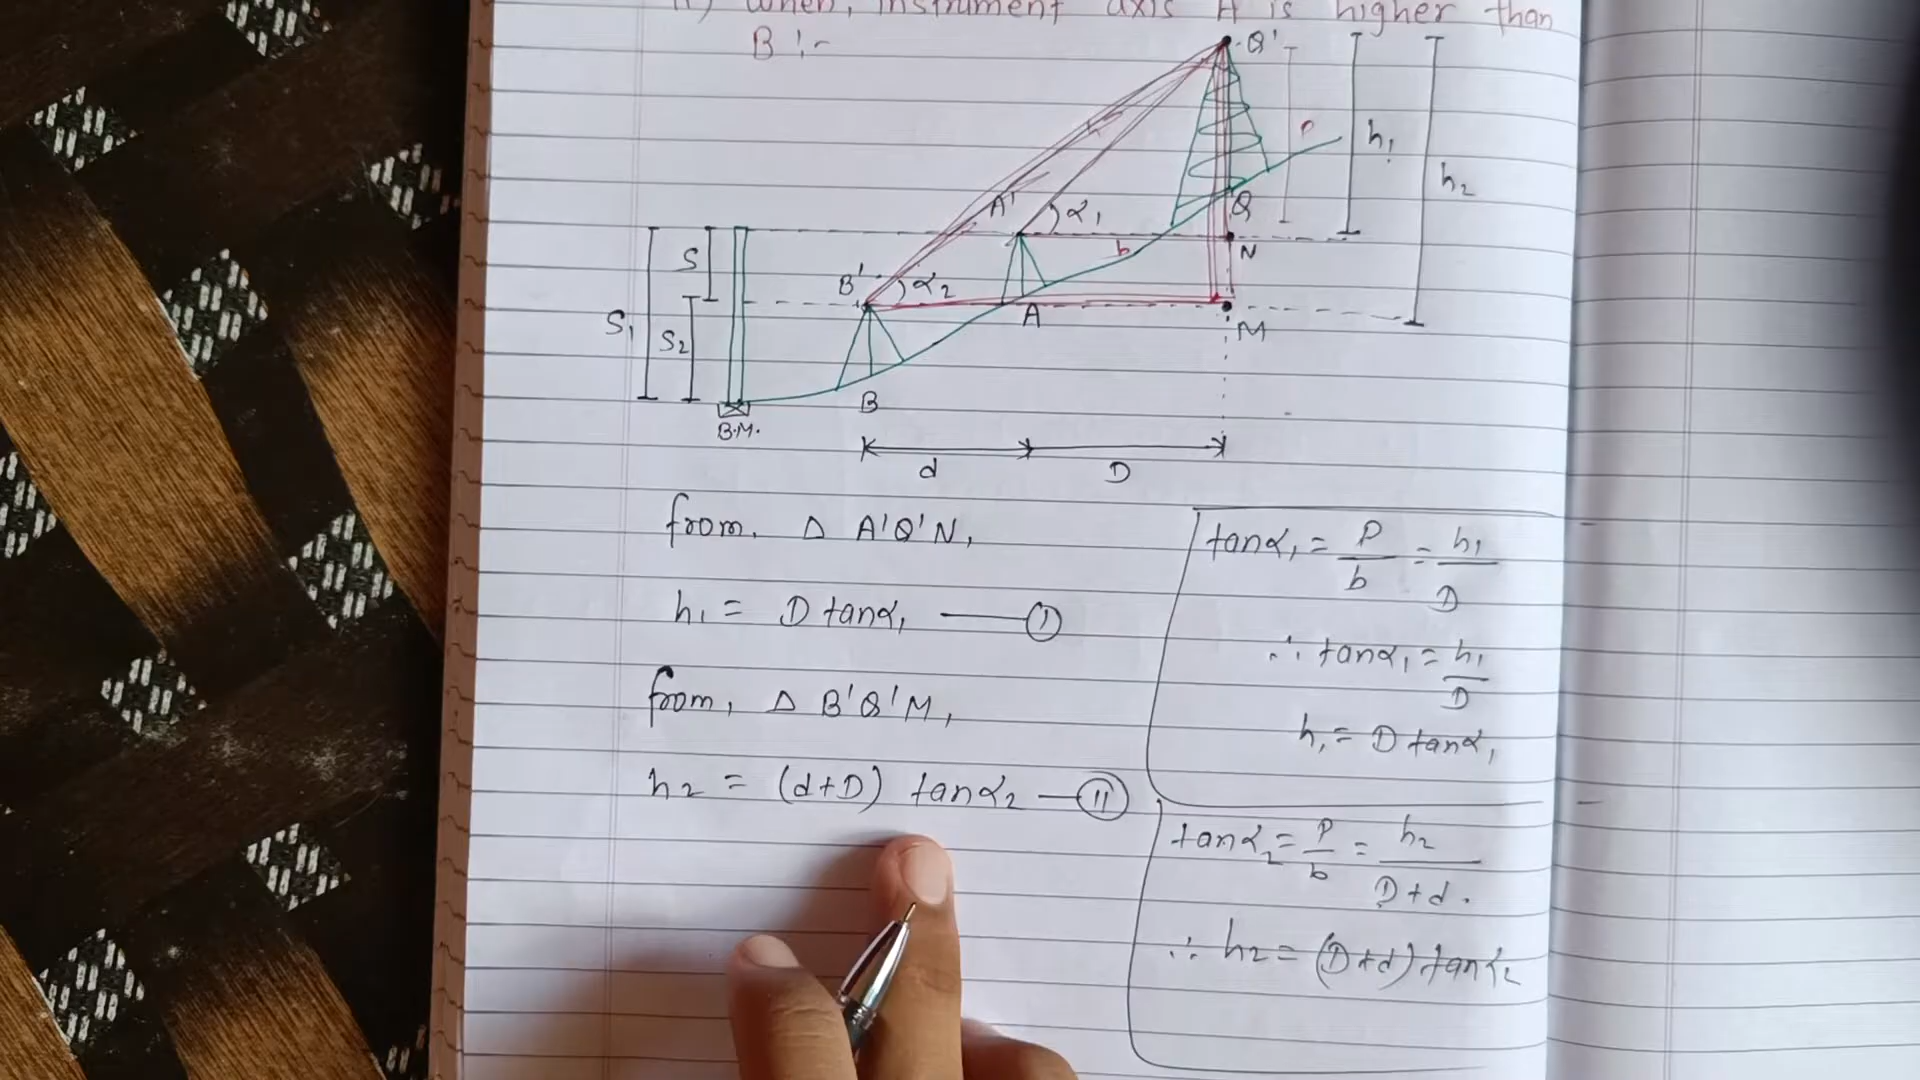 ii) when, instrument axis A is higher than
B :-
Q'
h1
h2
A'
α1
Q
N
b
S
B'
α2
A
M
S1
S2
B
B.M.
d
D
from, Δ A'Q'N,
h1 = D tanα1 — I
from, Δ B'Q'M,
h2 = (d+D) tanα2 — II
tanα1 = P/b = h1/D
∴ tanα1 = h1/D
h1 = D tanα1
tanα2 = P/b = h2/D+d.
∴ h2 = (D+d) tanα2